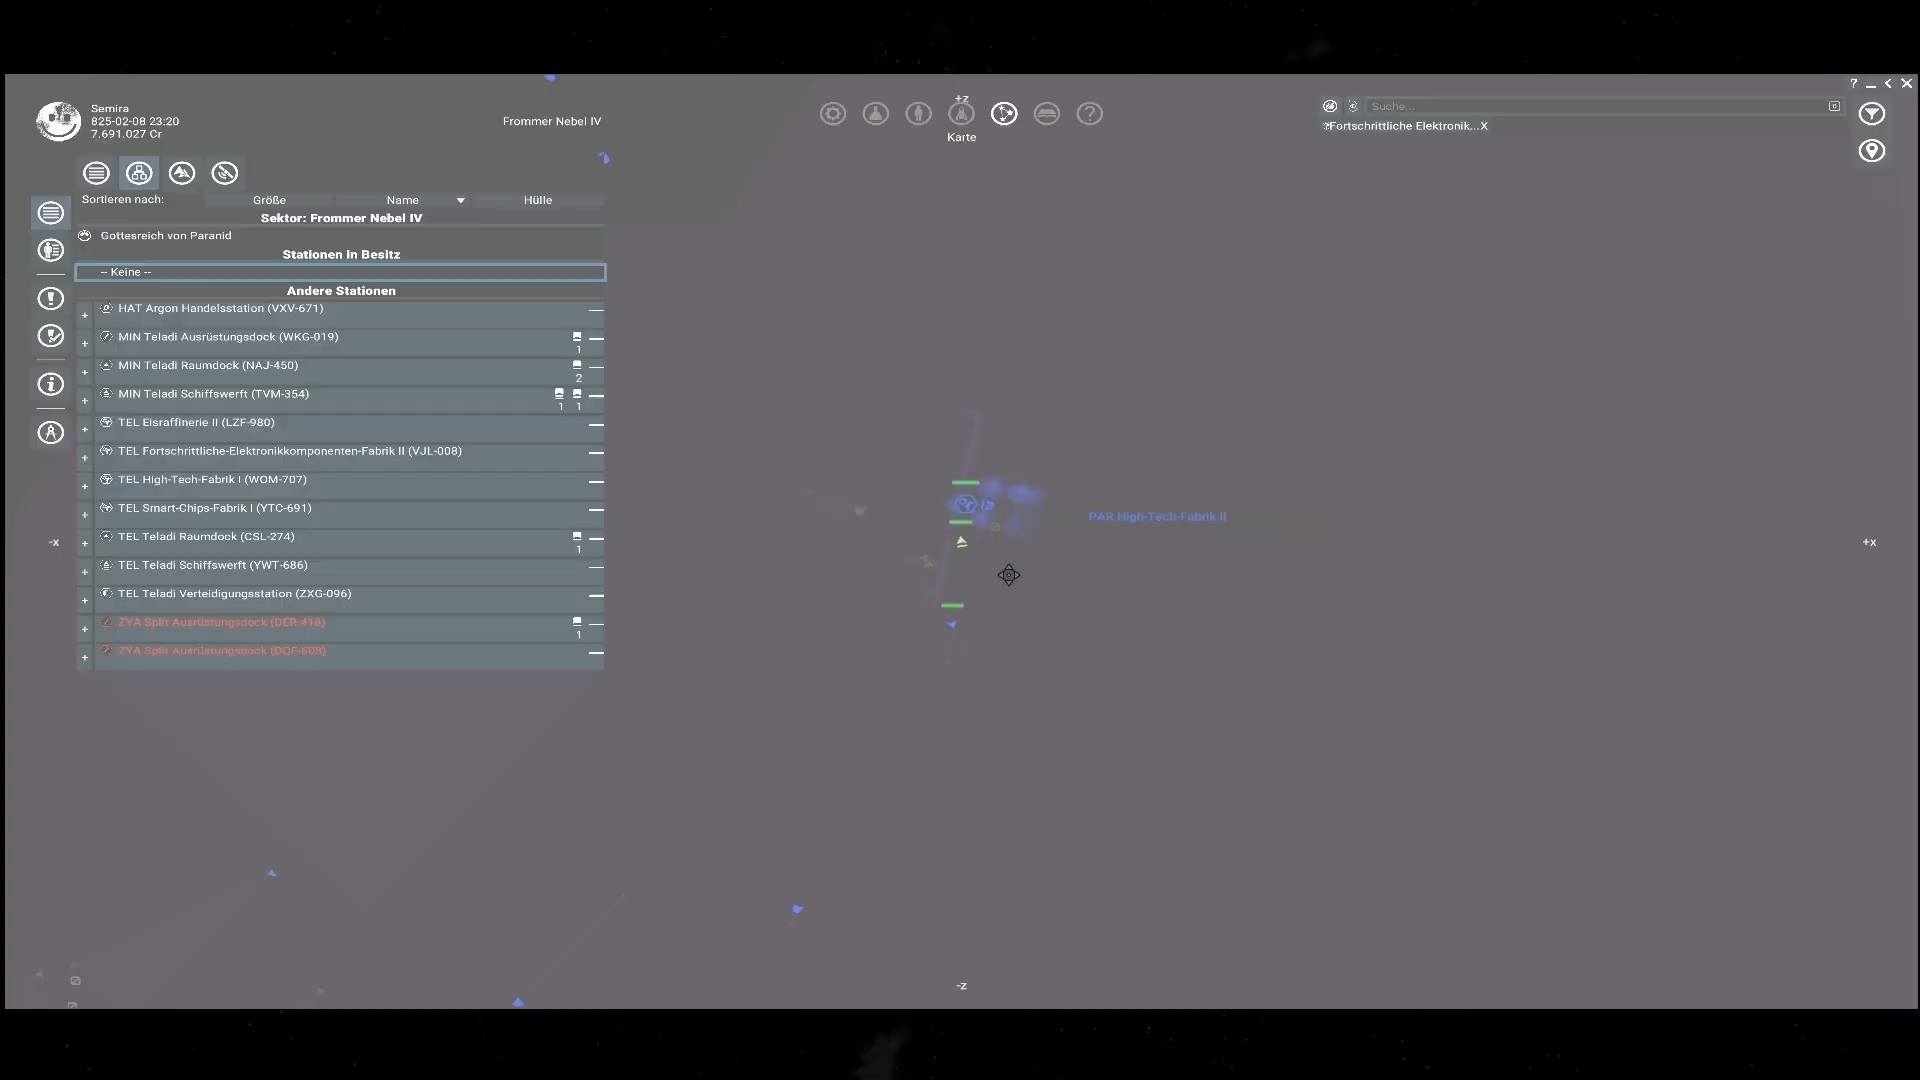 Semira
825-02-08 23:20
7.691.027 Cr
Frommer Nebel IV
+z
Karte
? _ < X
Suche...
Fortschrittliche Elektronik...X
Sortieren nach: Größe Name Hülle
Sektor: Frommer Nebel IV
Gottesreich von Paranid
Stationen in Besitz
-- Keine --
Andere Stationen
+ HAT Argon Handelsstation (VXV-671)
+ MIN Teladi Ausrüstungsdock (WKG-019) 1
+ MIN Teladi Raumdock (NAJ-450) 2
+ MIN Teladi Schiffswerft (TVM-354) 1 1
+ TEL Eisraffinerie II (LZF-980)
+ TEL Fortschrittliche-Elektronikkomponenten-Fabrik II (VJL-008)
+ TEL High-Tech-Fabrik I (WOM-707)
+ TEL Smart-Chips-Fabrik I (YTC-691)
+ TEL Teladi Raumdock (CSL-274) 1
+ TEL Teladi Schiffswerft (YWT-686)
+ TEL Teladi Verteidigungsstation (ZXG-096)
+ ZYA Split Ausrüstungsdock (DER-418) 1
+ ZYA Split Ausrüstungsdock (DQF-608)
PAR High-Tech-Fabrik II
-x
+x
-z